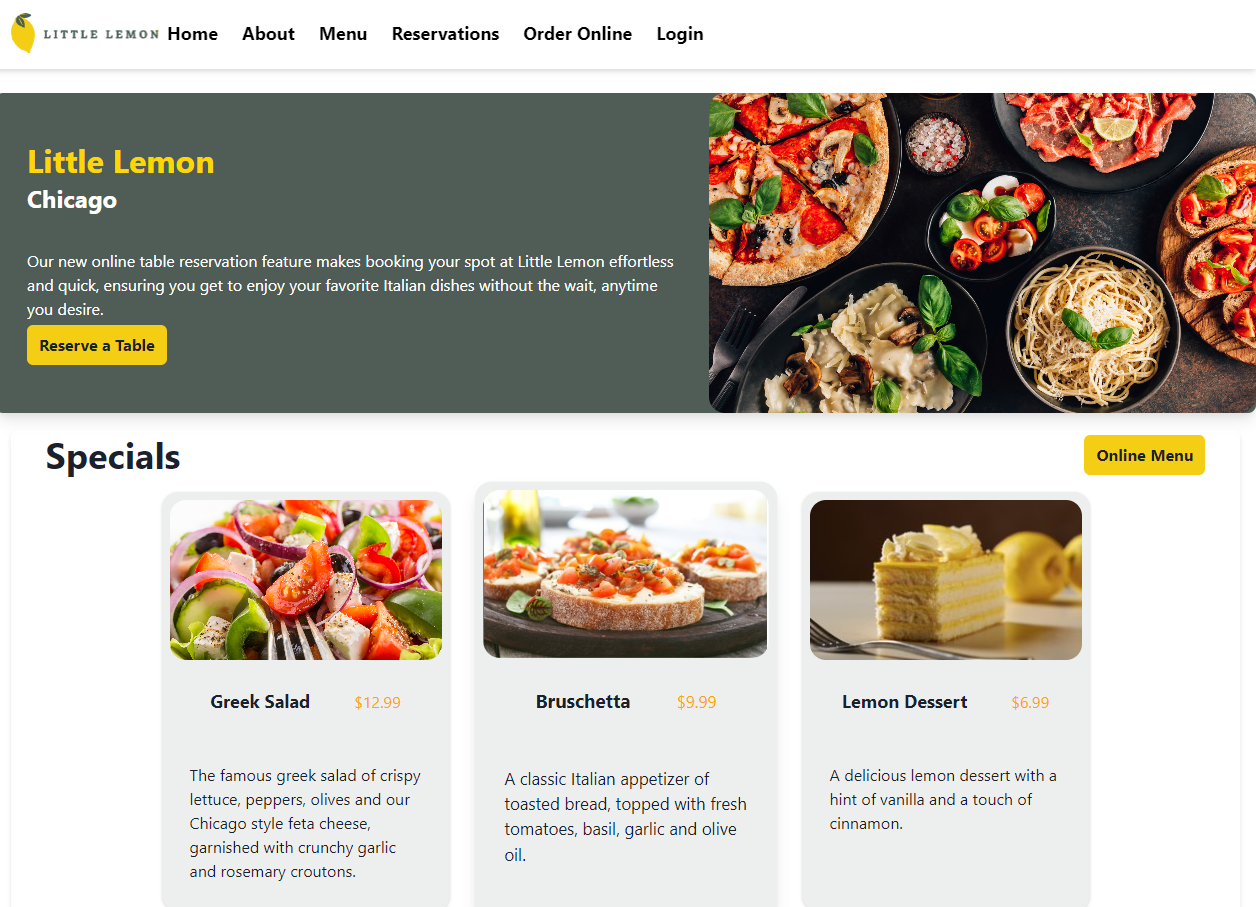 LITTLE LEMON Home About Menu Reservations Order Online Login
Little Lemon
Chicago
Our new online table reservation feature makes booking your spot at Little Lemon effortless
and quick, ensuring you get to enjoy your favorite Italian dishes without the wait, anytime
you desire.
Reserve a Table
Specials
Online Menu
Greek Salad $12.99
The famous greek salad of crispy
lettuce, peppers, olives and our
Chicago style feta cheese,
garnished with crunchy garlic
and rosemary croutons.
Bruschetta $9.99
A classic Italian appetizer of
toasted bread, topped with fresh
tomatoes, basil, garlic and olive
oil.
Lemon Dessert $6.99
A delicious lemon dessert with a
hint of vanilla and a touch of
cinnamon.